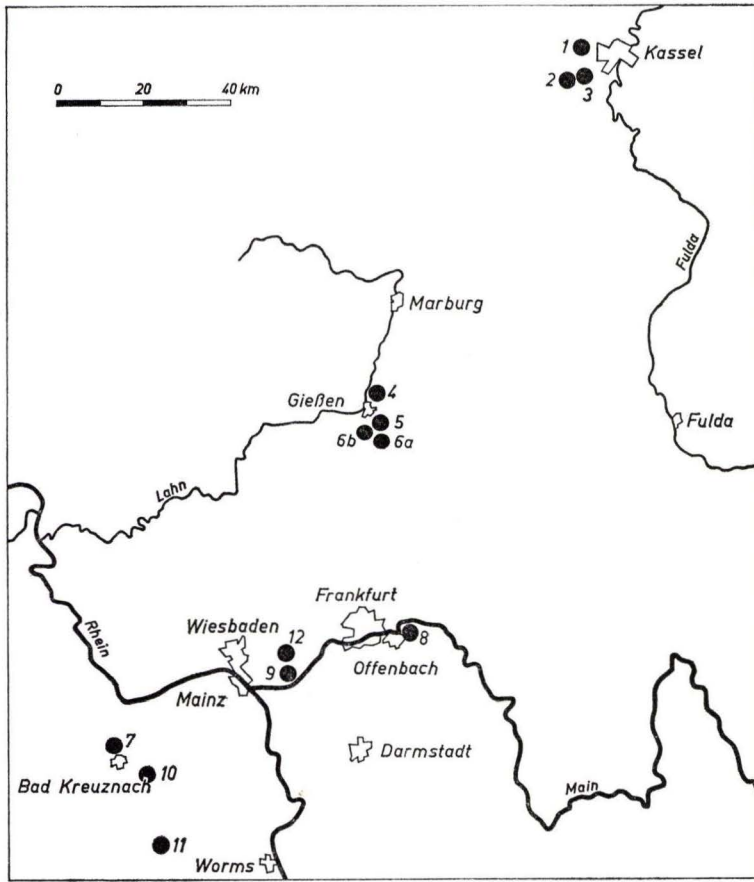 1
Kassel
2
3
0 20 40 km
Fulda
Marburg
4
Gießen
5
6b
6a
Fulda
Lahn
Rhein
Frankfurt
Wiesbaden
12
8
Offenbach
9
Mainz
7
Darmstadt
10
Bad Kreuznach
Main
11
Worms